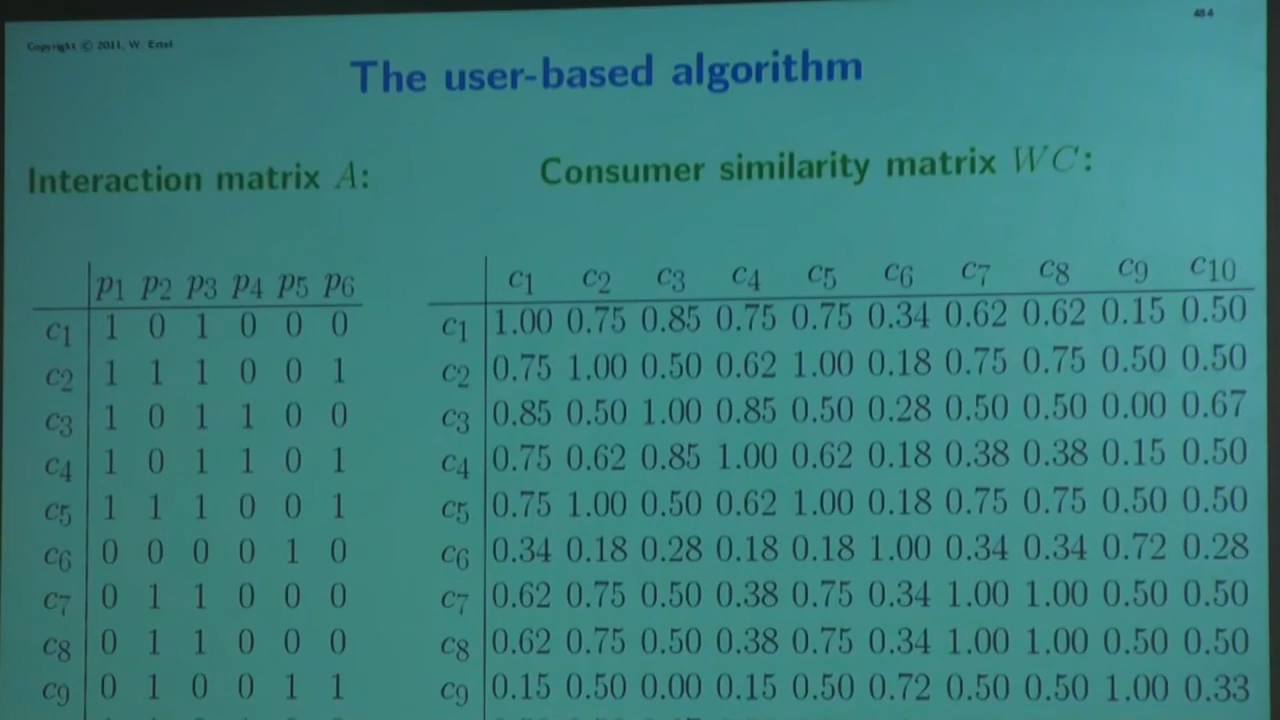 484
Copyright © 2011, W. Ertel
The user-based algorithm
Interaction matrix A:
Consumer similarity matrix WC:
p1 p2 p3 p4 p5 p6
c1 1 0 1 0 0 0
c2 1 1 1 0 0 1
c3 1 0 1 1 0 0
c4 1 0 1 1 0 1
c5 1 1 1 0 0 1
c6 0 0 0 0 1 0
c7 0 1 1 0 0 0
c8 0 1 1 0 0 0
c9 0 1 0 0 1 1
c1 c2 c3 c4 c5 c6 c7 c8 c9 c10
c1 1.00 0.75 0.85 0.75 0.75 0.34 0.62 0.62 0.15 0.50
c2 0.75 1.00 0.50 0.62 1.00 0.18 0.75 0.75 0.50 0.50
c3 0.85 0.50 1.00 0.85 0.50 0.28 0.50 0.50 0.00 0.67
c4 0.75 0.62 0.85 1.00 0.62 0.18 0.38 0.38 0.15 0.50
c5 0.75 1.00 0.50 0.62 1.00 0.18 0.75 0.75 0.50 0.50
c6 0.34 0.18 0.28 0.18 0.18 1.00 0.34 0.34 0.72 0.28
c7 0.62 0.75 0.50 0.38 0.75 0.34 1.00 1.00 0.50 0.50
c8 0.62 0.75 0.50 0.38 0.75 0.34 1.00 1.00 0.50 0.50
c9 0.15 0.50 0.00 0.15 0.50 0.72 0.50 0.50 1.00 0.33